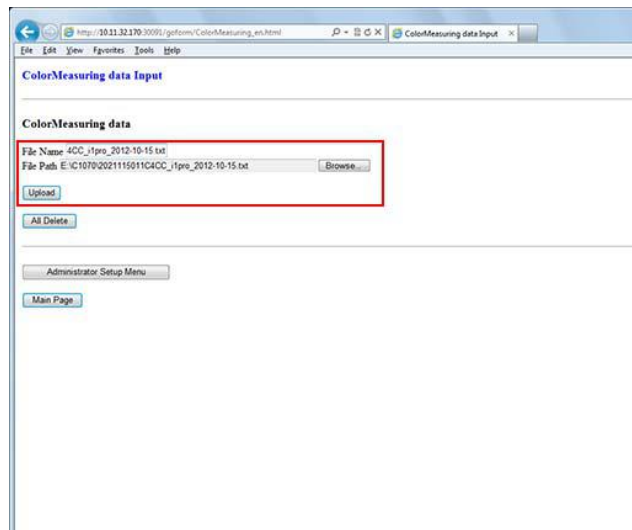 http://10.11.32.170:30091/goform/ColorMeasuring_en.html
ColorMeasuring data Input
File Edit View Favorites Tools Help
ColorMeasuring data Input
ColorMeasuring data
File Name 4CC_i1pro_2012-10-15.txt
File Path E:\C1070\2021115011C4CC_i1pro_2012-10-15.txt Browse...
Upload
All Delete
Administrator Setup Menu
Main Page